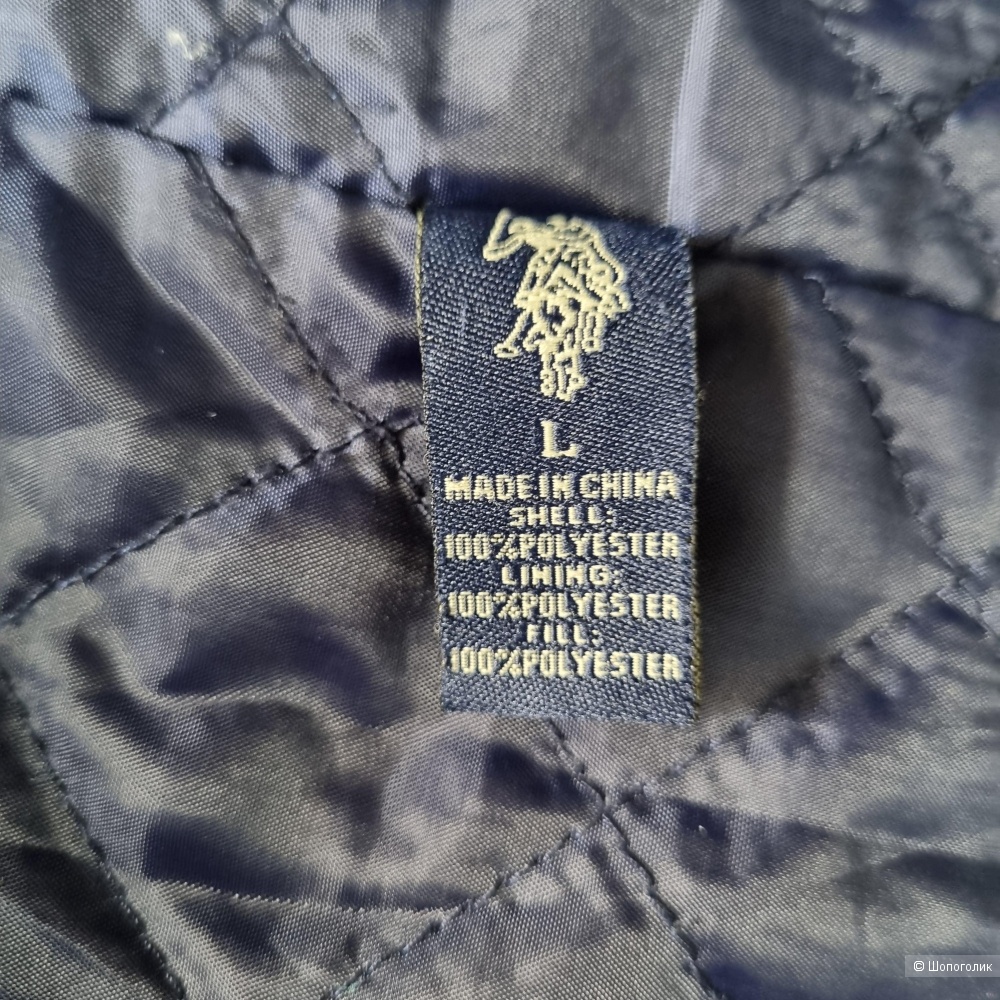 L
MADE IN CHINA
SHELL:
100%POLYESTER
LINING:
100%POLYESTER
FILL:
100%POLYESTER
© Шопоголик